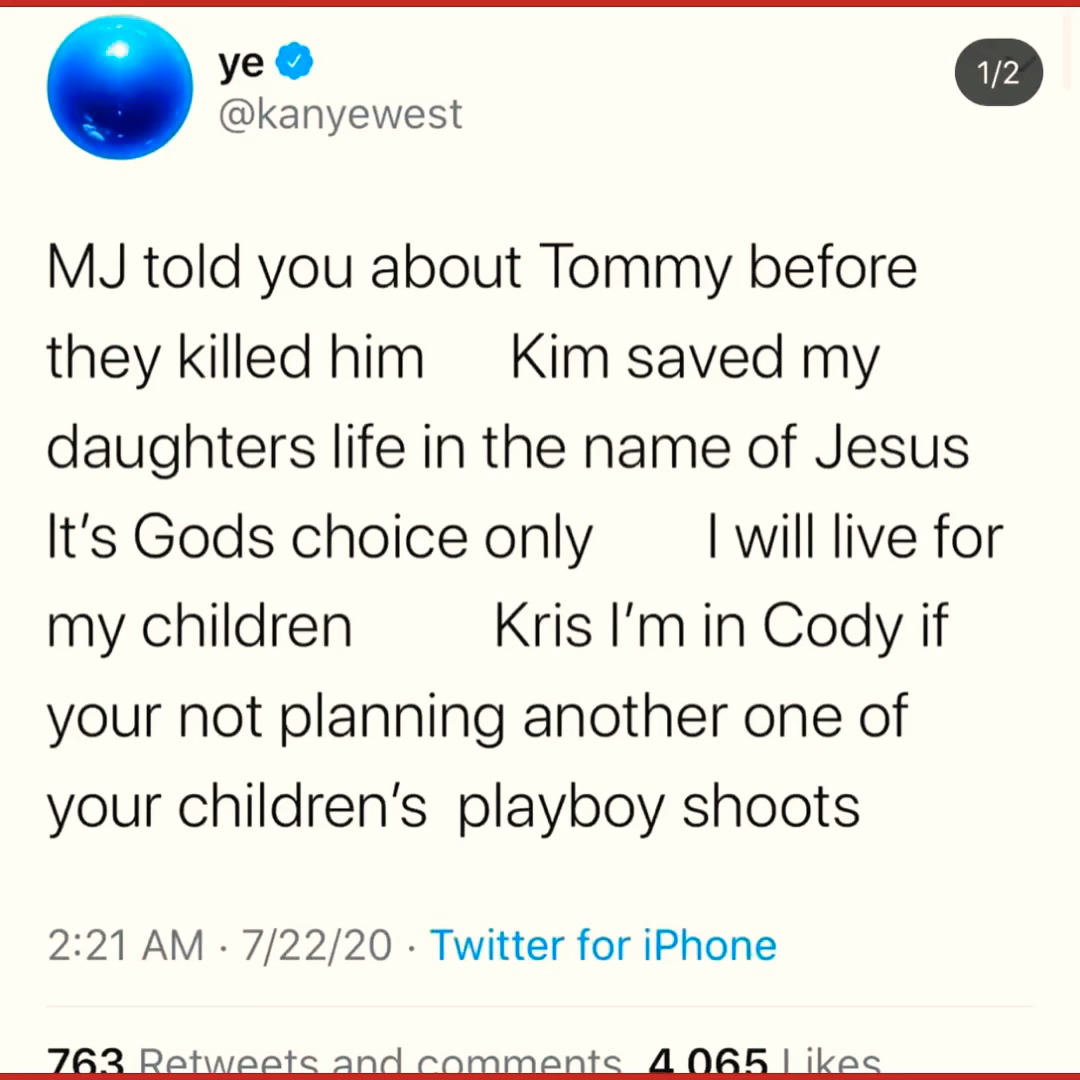 ye
1/2
@kanyewest
MJ told you about Tommy before
they killed him Kim saved my
daughters life in the name of Jesus
It's Gods choice only I will live for
my children Kris I'm in Cody if
your not planning another one of
your children's playboy shoots
2:21 AM · 7/22/20 · Twitter for iPhone
763 Retweets and comments 4,065 Likes